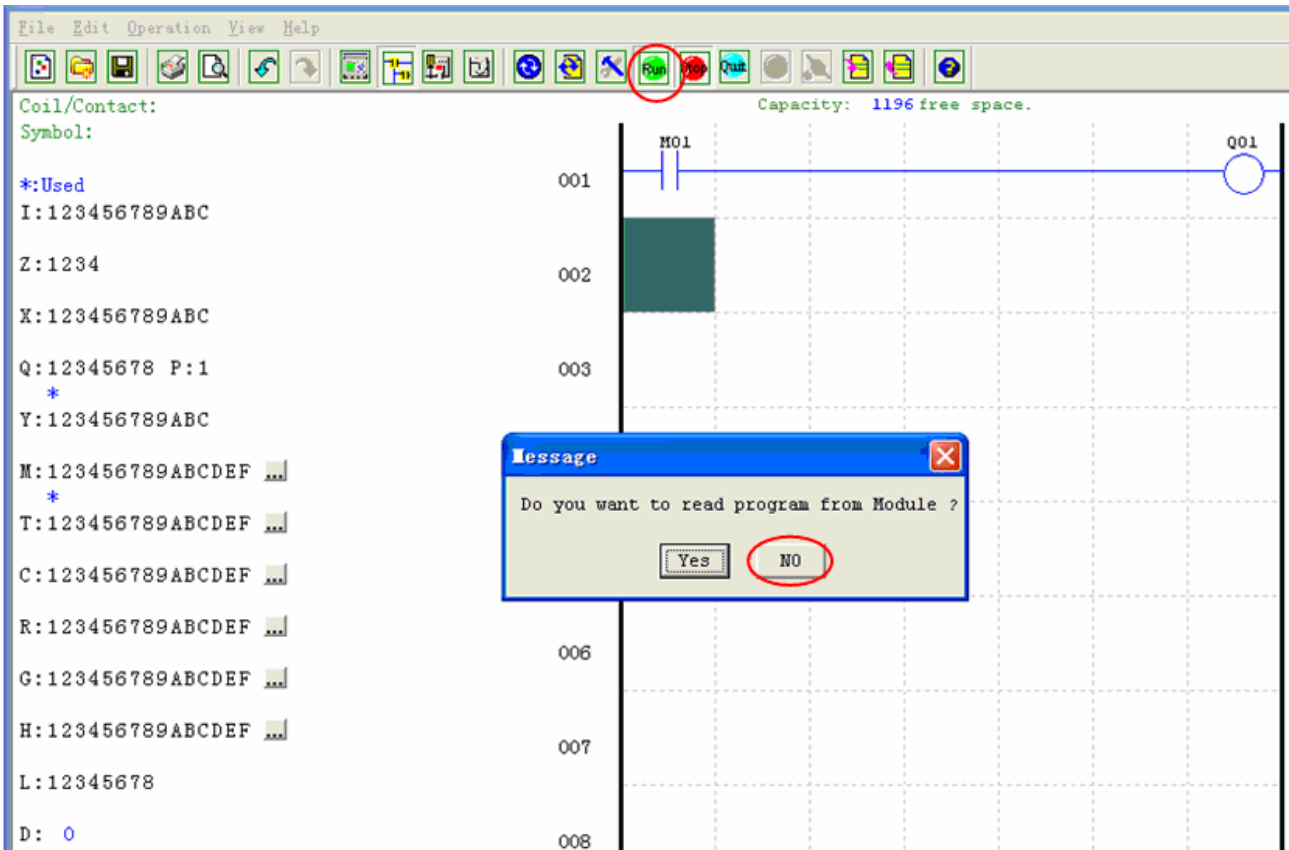 File Edit Operation View Help
Run Stop Quit
Coil/Contact:
Capacity: 1196 free space.
Symbol:
M01 Q01
*:Used
001
I:123456789ABC
Z:1234
002
X:123456789ABC
Q:12345678 P:1
003
*
Y:123456789ABC
Message
M:123456789ABCDEF ...
*
Do you want to read program from Module ?
T:123456789ABCDEF ...
Yes NO
C:123456789ABCDEF ...
R:123456789ABCDEF ...
006
G:123456789ABCDEF ...
H:123456789ABCDEF ...
007
L:12345678
D: 0
008